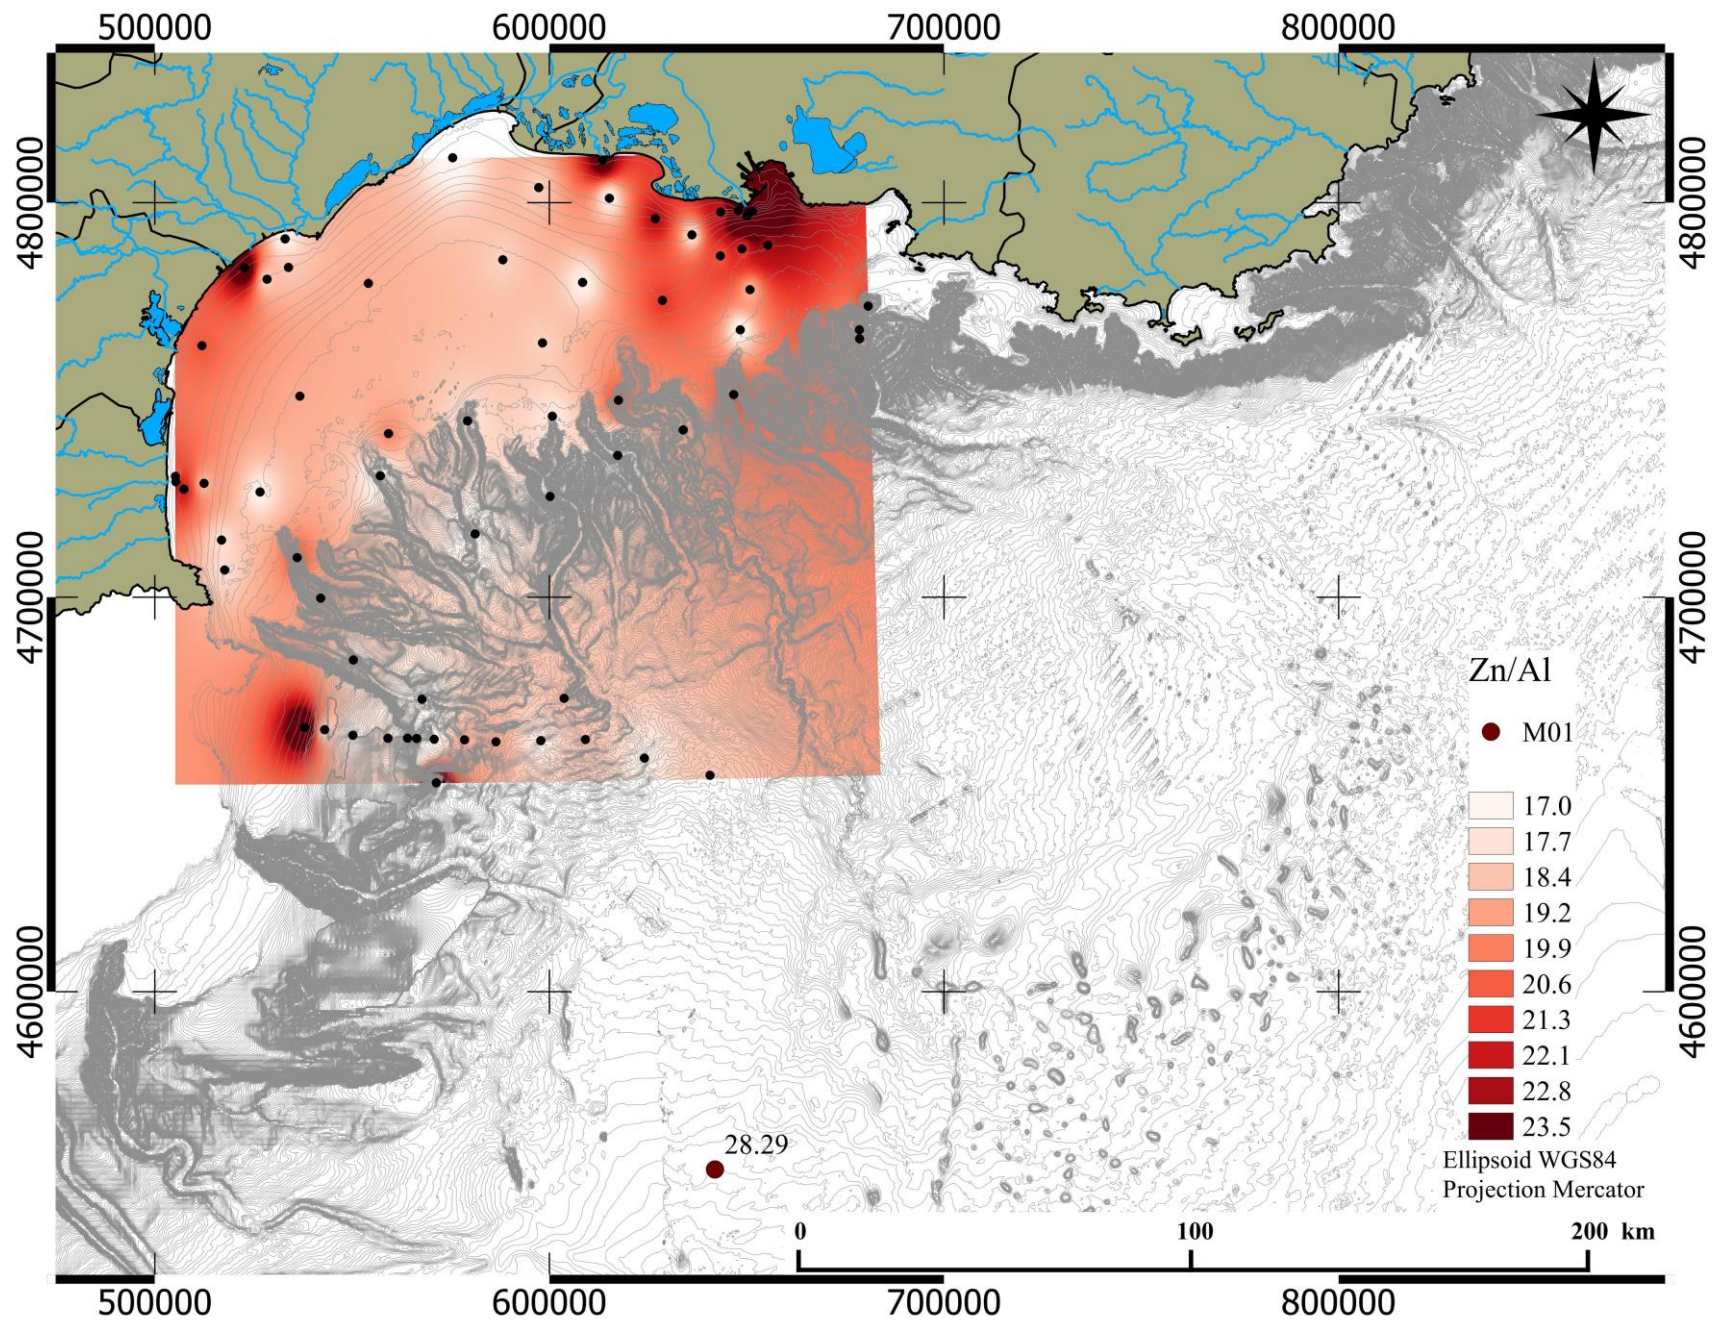 500000 600000 700000 800000
4800000 4800000
4700000 4700000
Zn/Al
M01
17.0
17.7
18.4
19.2
19.9
20.6
21.3
22.1
22.8
23.5
4600000 4600000
28.29
Ellipsoid WGS84
Projection Mercator
0 100 200 km
500000 600000 700000 800000